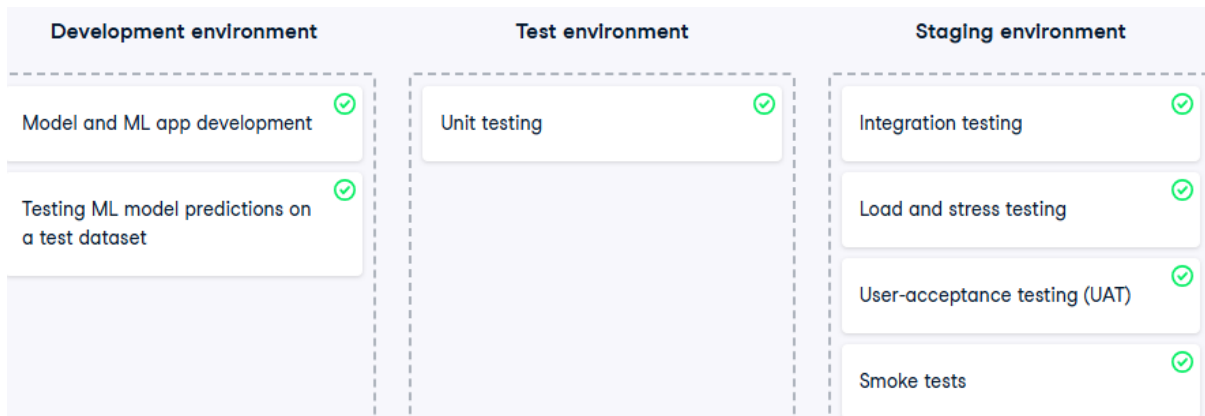 Development environment
Model and ML app development
Testing ML model predictions on
a test dataset
Test environment
Unit testing
Staging environment
Integration testing
Load and stress testing
User-acceptance testing (UAT)
Smoke tests